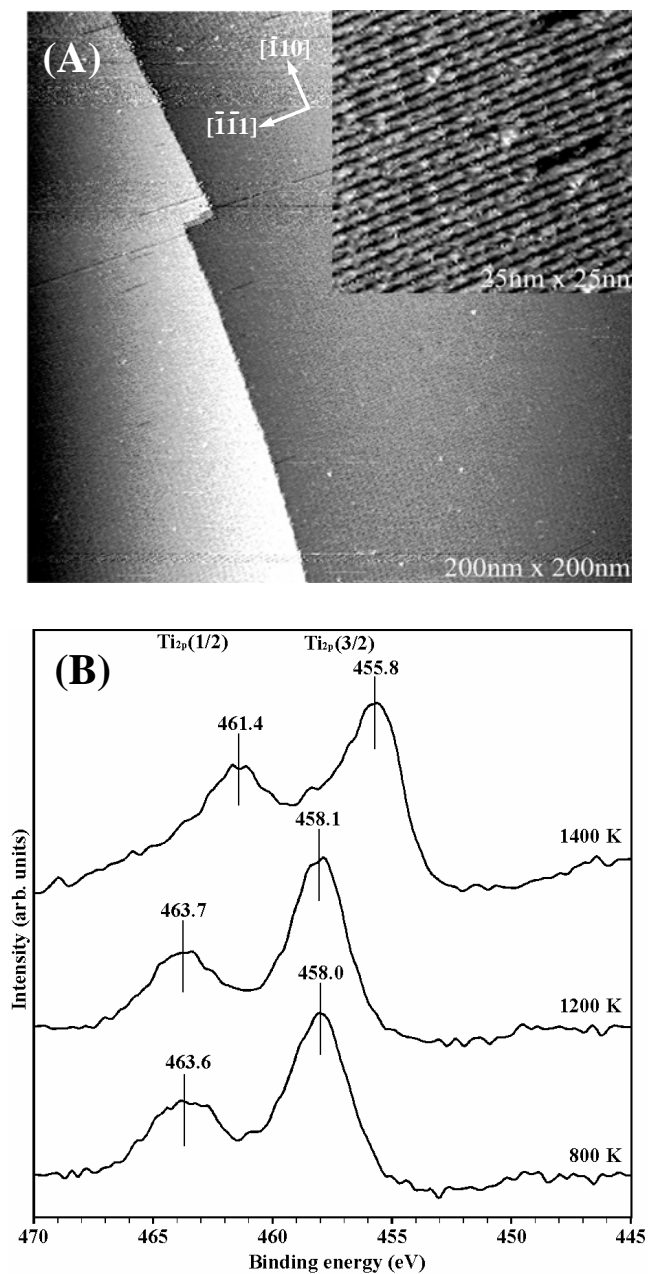 (A)
[1̅10]
[1̅1̅1]
25nm x 25nm
200nm x 200nm
Ti2p(1/2) Ti2p(3/2)
(B)
455.8
461.4
1400 K
458.1
463.7
1200 K
458.0
463.6
800 K
Intensity (arb. units)
470 465 460 455 450 445
Binding energy (eV)